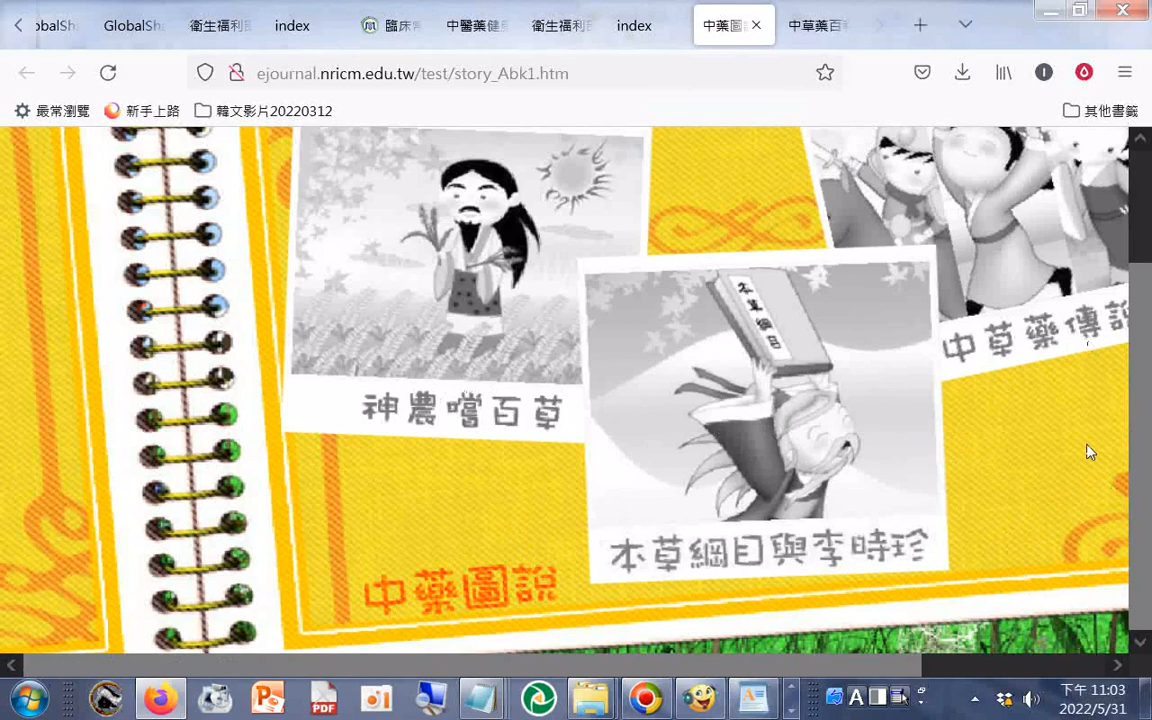 GlobalSh
衛生福利部
index
臨床
中醫藥健
衛生福利部
index
中藥圖
中草藥百
ejournal.nricm.edu.tw/test/story_Abk1.htm
最常瀏覽
新手上路
韓文影片20220312
其他書籤
本草綱目
中草藥傳說
神農嚐百草
本草綱目與李時珍
中藥圖說
PDF
A
下午 11:03
2022/5/31